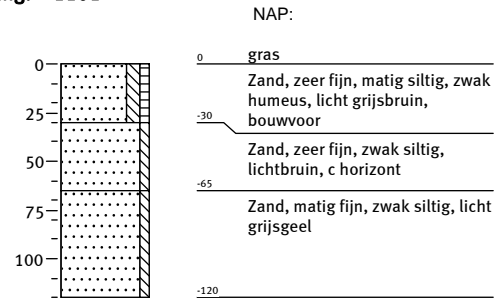 NAP:
0 gras
0
Zand, zeer fijn, matig siltig, zwak
humeus, licht grijsbruin,
bouwvoor
25
-30
Zand, zeer fijn, zwak siltig,
lichtbruin, c horizont
50
-65
Zand, matig fijn, zwak siltig, licht
grijsgeel
75
100
-120